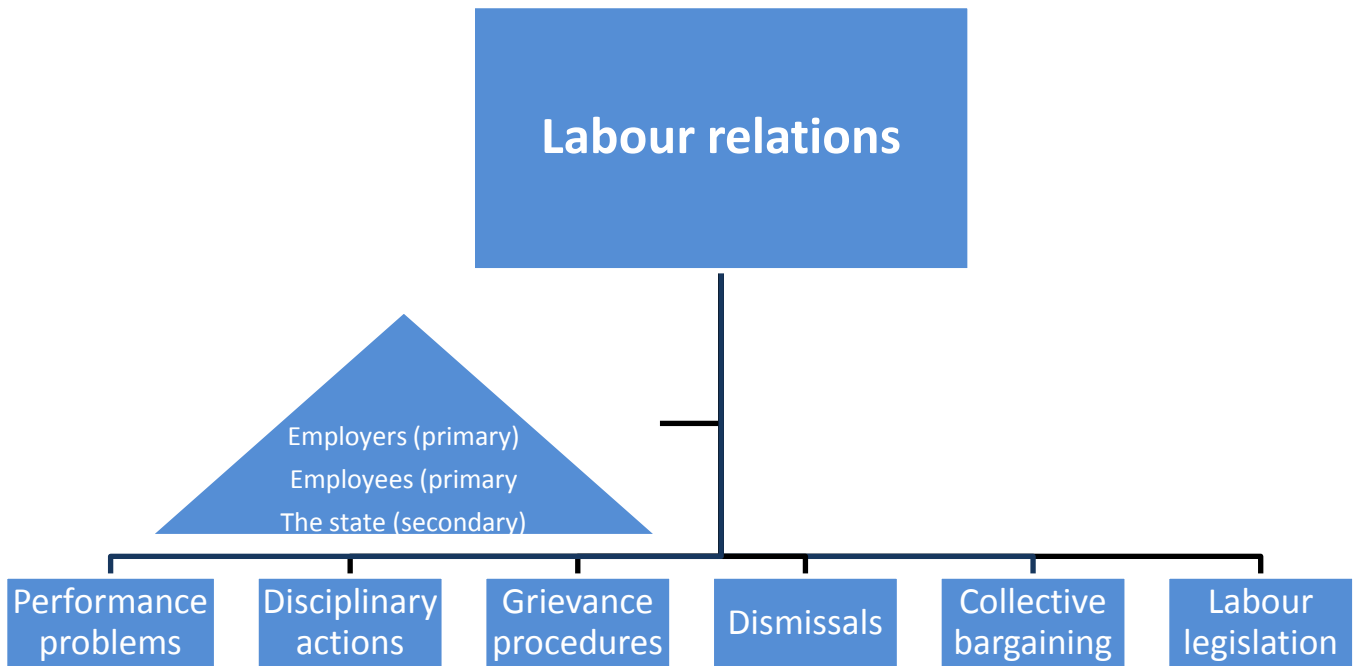 Labour relations
Employers (primary)
Employees (primary
The state (secondary)
Performance
problems
Disciplinary
actions
Grievance
procedures
Dismissals
Collective
bargaining
Labour
legislation